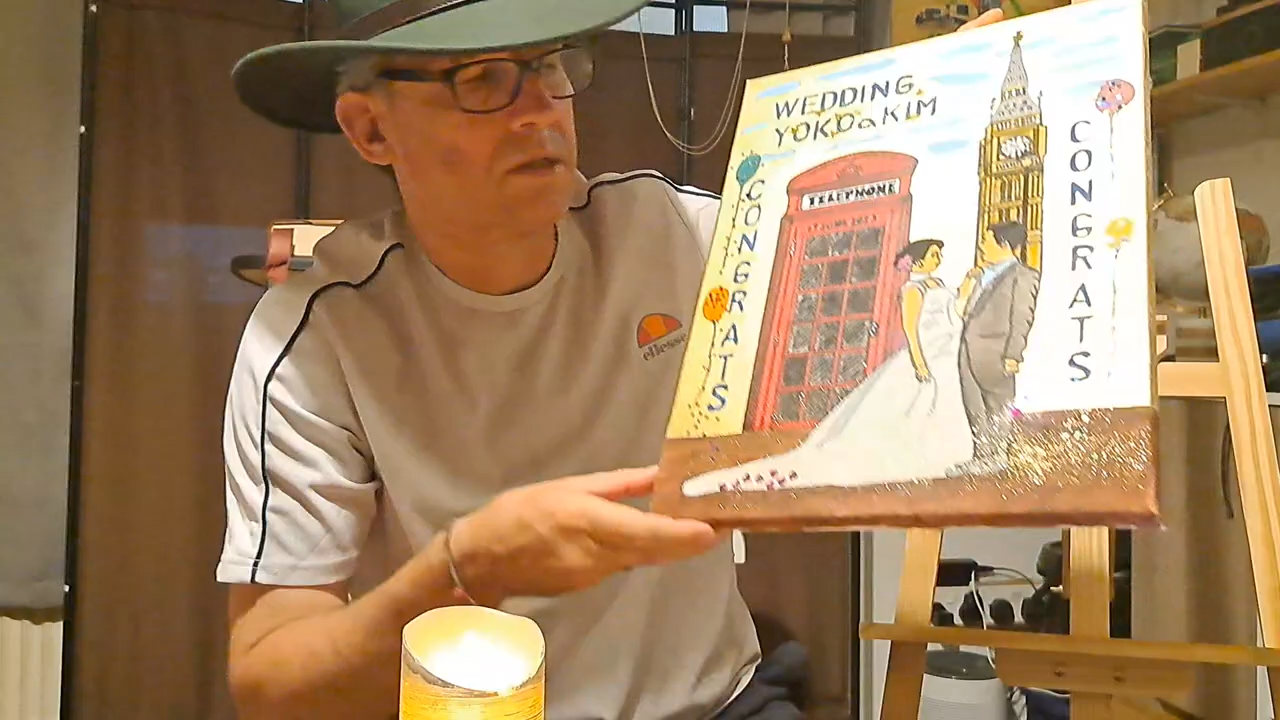 WEDDING
YOKO & KIM
TELEPHONE
CONGRATS
CONGRATS
ellesse